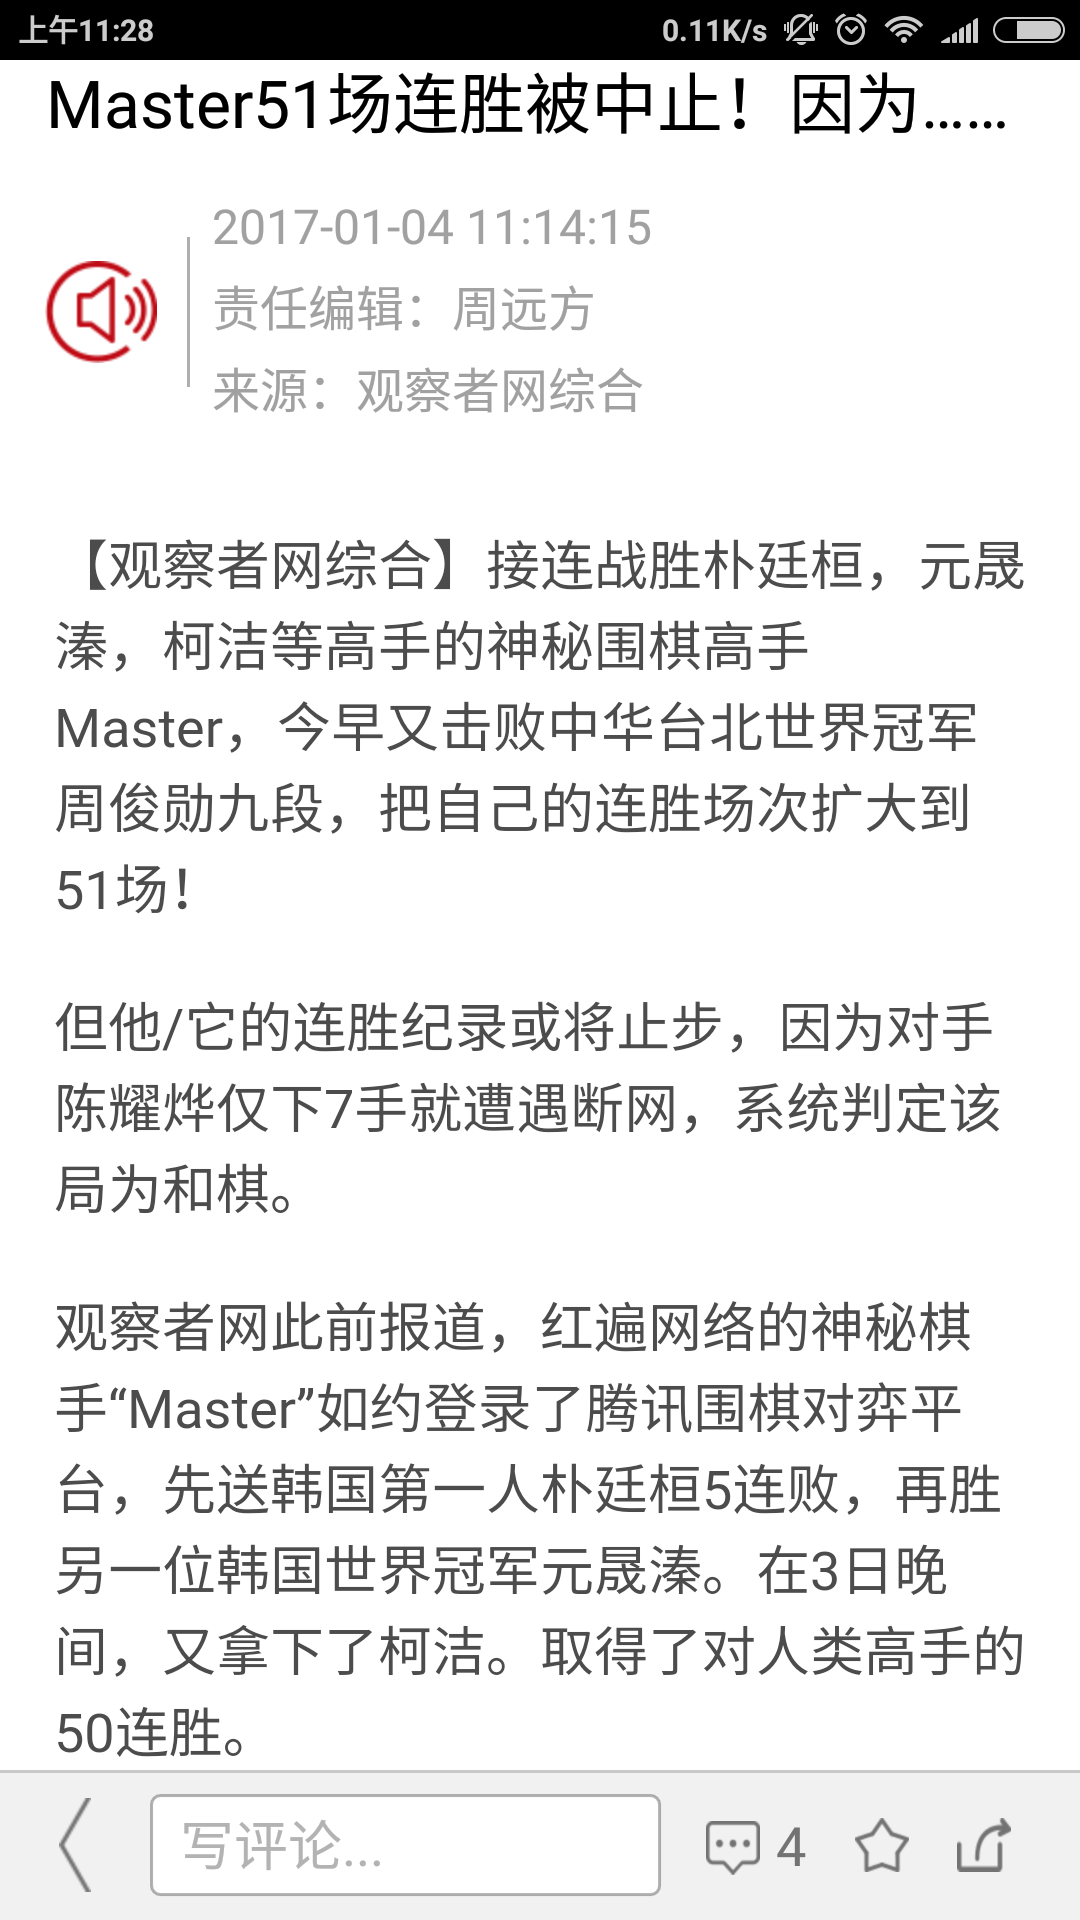 上午11:28
0.11K/s
Master51场连胜被中止！因为……
2017-01-04 11:14:15
责任编辑：周远方
来源：观察者网综合
【观察者网综合】接连战胜朴廷桓，元晟
溱，柯洁等高手的神秘围棋高手
Master，今早又击败中华台北世界冠军
周俊勋九段，把自己的连胜场次扩大到
51场！
但他/它的连胜纪录或将止步，因为对手
陈耀烨仅下7手就遭遇断网，系统判定该
局为和棋。
观察者网此前报道，红遍网络的神秘棋
手“Master”如约登录了腾讯围棋对弈平
台，先送韩国第一人朴廷桓5连败，再胜
另一位韩国世界冠军元晟溱。在3日晚
间，又拿下了柯洁。取得了对人类高手的
50连胜。
写评论...
4